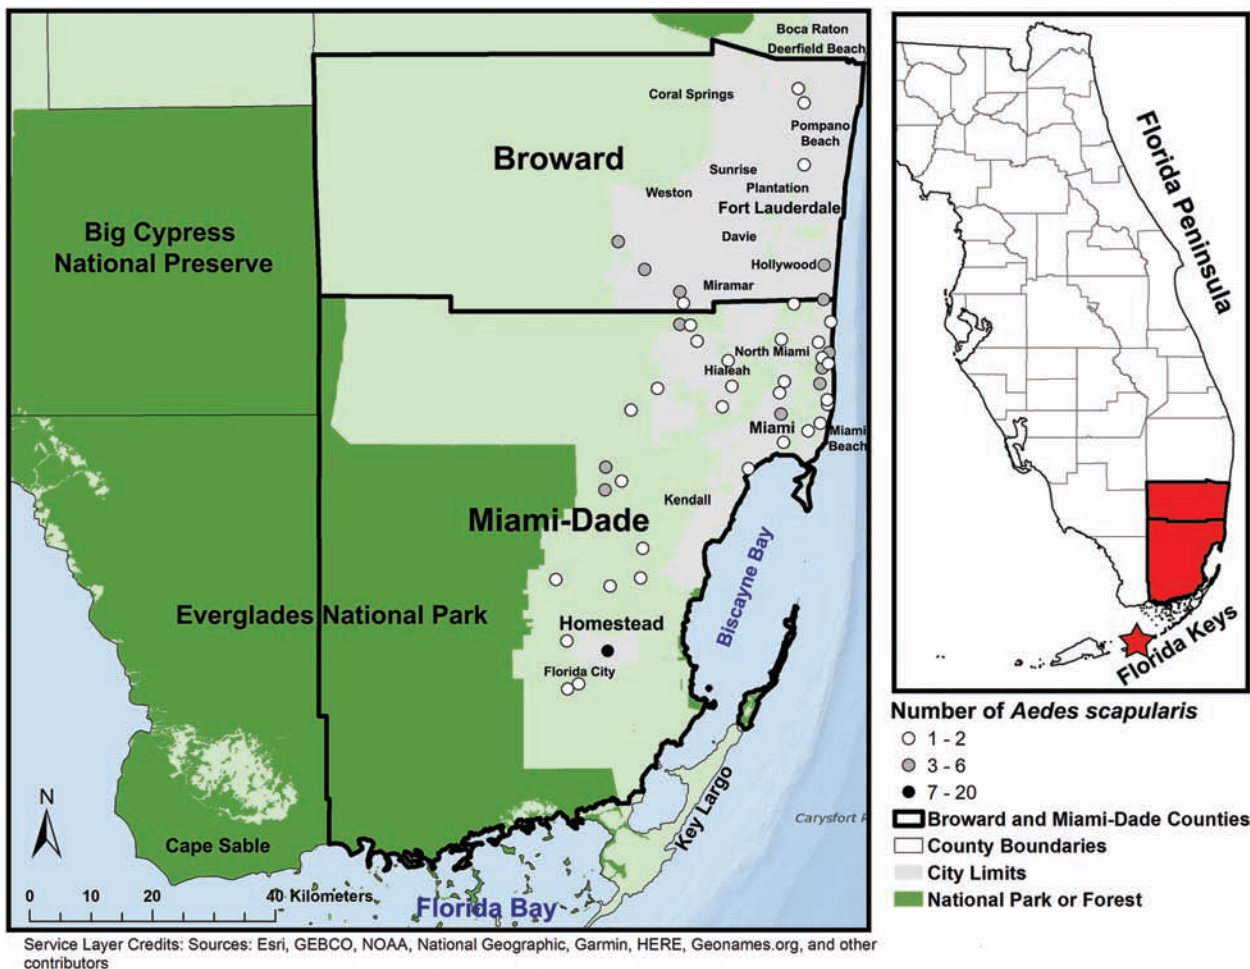 Boca Raton
Deerfield Beach
Coral Springs
Pompano
Beach
Broward
Sunrise
Weston
Plantation
Fort Lauderdale
Big Cypress
National Preserve
Davie
Hollywood
Miramar
North Miami
Hialeah
Miami
Miami
Beach
Kendall
Miami-Dade
Biscayne Bay
Everglades National Park
Homestead
Florida City
N
Key Largo
Carysfort R
Cape Sable
0 10 20 40 Kilometers
Florida Bay
Service Layer Credits: Sources: Esri, GEBCO, NOAA, National Geographic, Garmin, HERE, Geonames.org, and other
contributors
Florida Peninsula
Florida Keys
Number of Aedes scapularis
1 - 2
3 - 6
7 - 20
Broward and Miami-Dade Counties
County Boundaries
City Limits
National Park or Forest